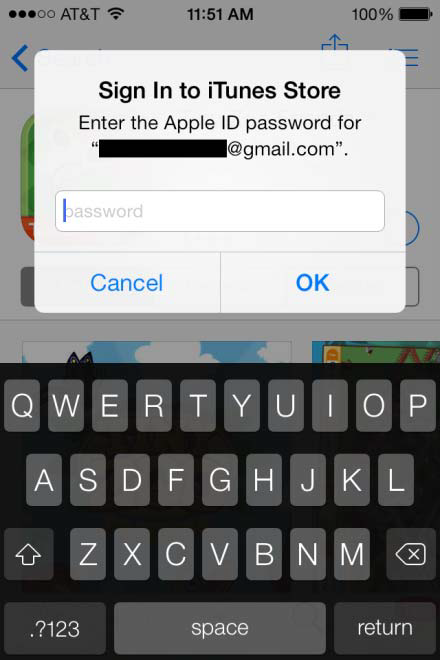 AT&T 11:51 AM 100%
Search
Sign In to iTunes Store
Enter the Apple ID password for
“@gmail.com”.
password
Cancel OK
Q W E R T Y U I O P
A S D F G H J K L
Z X C V B N M
.?123 space return